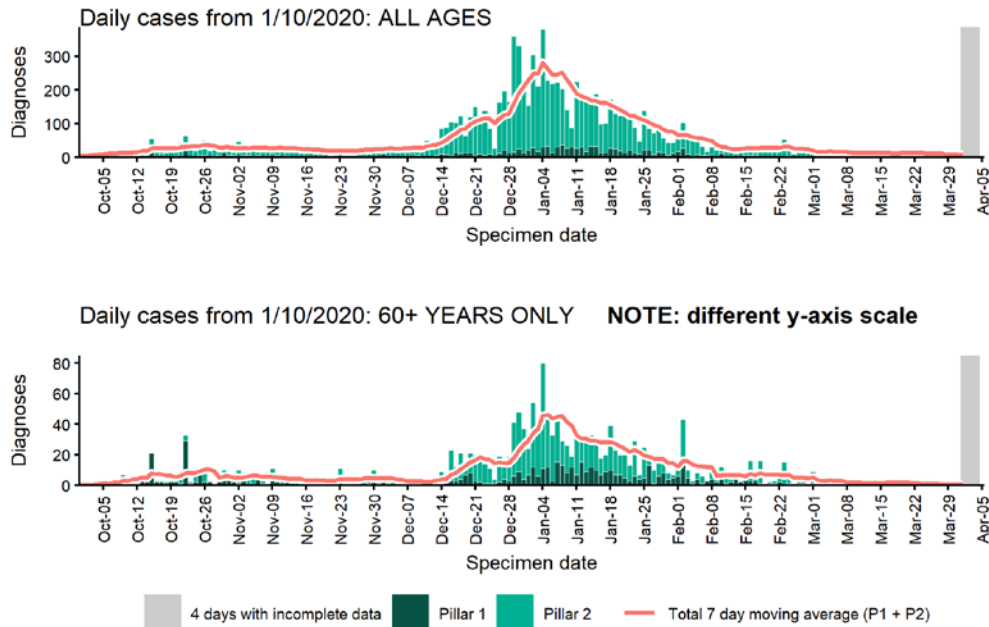 Daily cases from 1/10/2020: ALL AGES
Diagnoses
300
200
100
0
Oct-05 Oct-12 Oct-19 Oct-26 Nov-02 Nov-09 Nov-16 Nov-23 Nov-30 Dec-07 Dec-14 Dec-21 Dec-28 Jan-04 Jan-11 Jan-18 Jan-25 Feb-01 Feb-08 Feb-15 Feb-22 Mar-01 Mar-08 Mar-15 Mar-22 Mar-29 Apr-05
Specimen date
Daily cases from 1/10/2020: 60+ YEARS ONLY NOTE: different y-axis scale
Diagnoses
80
60
40
20
0
Oct-05 Oct-12 Oct-19 Oct-26 Nov-02 Nov-09 Nov-16 Nov-23 Nov-30 Dec-07 Dec-14 Dec-21 Dec-28 Jan-04 Jan-11 Jan-18 Jan-25 Feb-01 Feb-08 Feb-15 Feb-22 Mar-01 Mar-08 Mar-15 Mar-22 Mar-29 Apr-05
Specimen date
4 days with incomplete data Pillar 1 Pillar 2 Total 7 day moving average (P1 + P2)